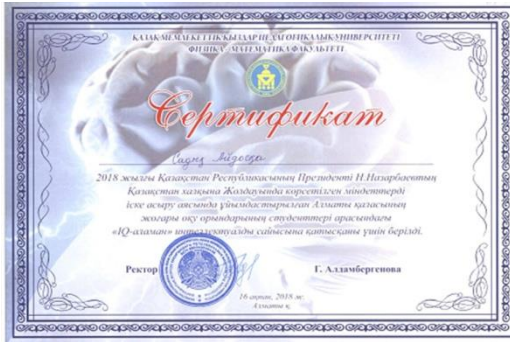 ҚАЗАҚ МЕМЛЕКЕТТІК ҚЫЗДАР ПЕДАГОГИКАЛЫҚ УНИВЕРСИТЕТІ
ФИЗИКА - МАТЕМАТИКА ФАКУЛЬТЕТІ
Сертификат
2018 жылғы Қазақстан Республикасының Президенті Н.Назарбаевтың
Қазақстан халқына Жолдауында көрсетілген міндеттерді
іске асыру аясында ұйымдастырылған Алматы қаласының
жоғары оқу орындарының студенттері арасындағы
«IQ-аламан» интеллектуалды сайысына қатысқаны үшін берілді.
Ректор Г. Алдамбергенова
16 ақпан, 2018 ж.
Алматы қ.